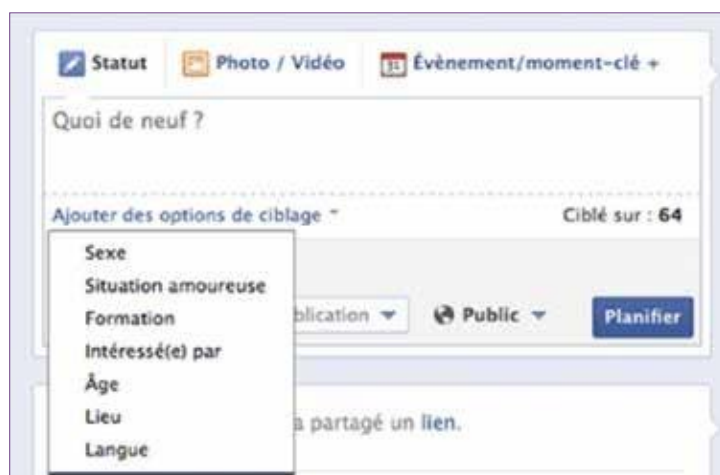 Statut Photo / Vidéo 31 Évènement/moment-clé +
Quoi de neuf ?
Ajouter des options de ciblage Ciblé sur : 64
Sexe
Situation amoureuse
Formation
blication Public Planifier
Intéressé(e) par
Âge
Lieu
a partagé un lien.
Langue